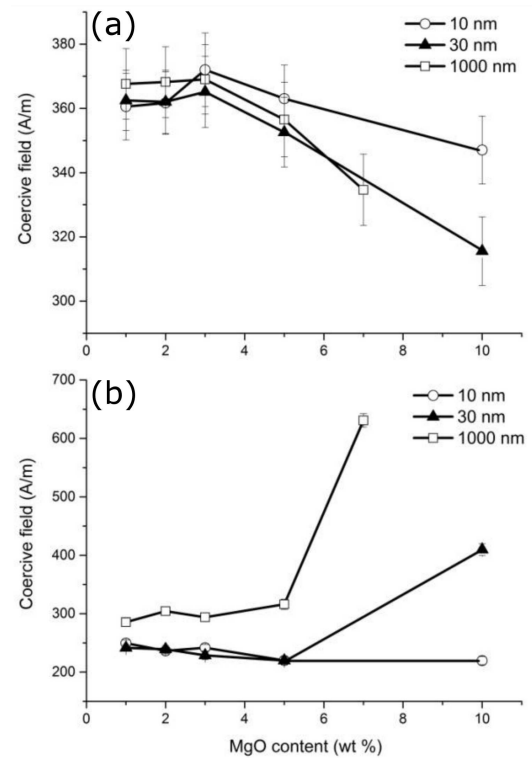 (a)
10 nm
30 nm
1000 nm
Coercive field (A/m)
380
360
340
320
300
0 2 4 6 8 10
(b)
10 nm
30 nm
1000 nm
Coercive field (A/m)
700
600
500
400
300
200
0 2 4 6 8 10
MgO content (wt %)